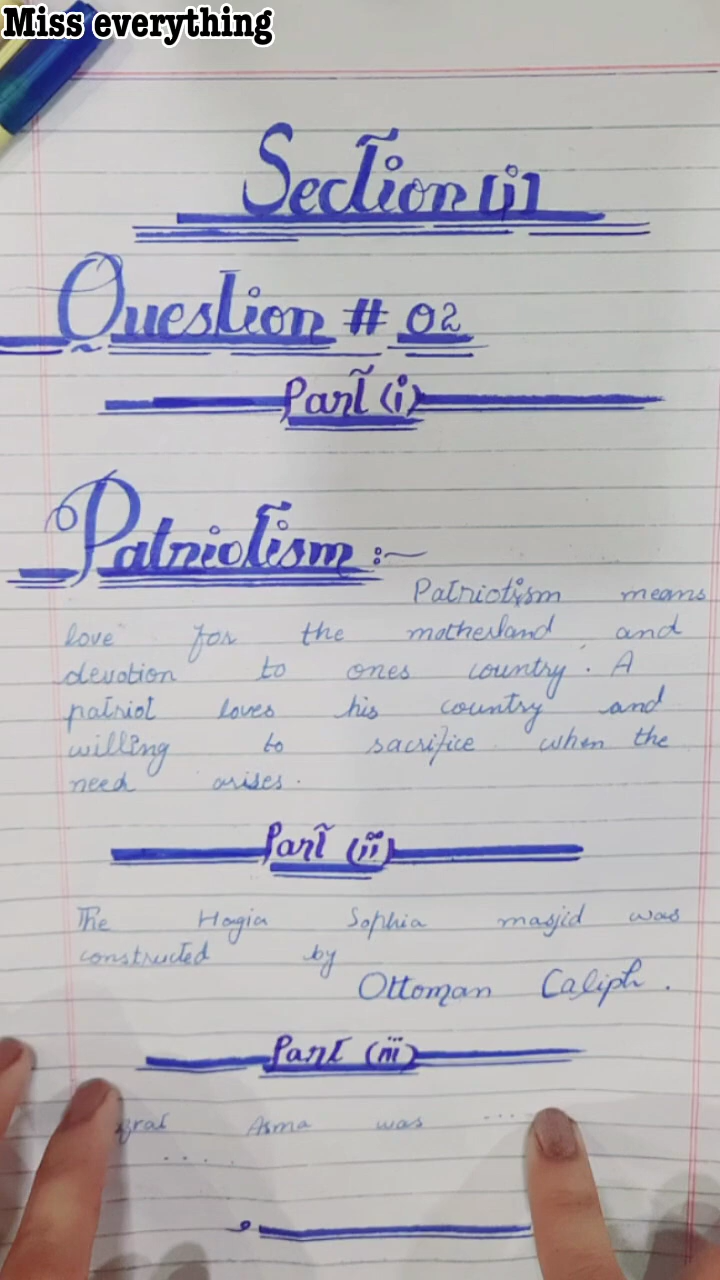 Miss everything
Section (ii)
Question # 02
Part (i)
Patriotism :-
Patriotism means
love for the motherland and
devotion to ones country. A
patriot loves his country and
willing to sacrifice when the
need arises.
Part (ii)
The Hagia Sophia masjid was
constructed by
Ottoman Caliph.
Part (iii)
Asma was ....
....